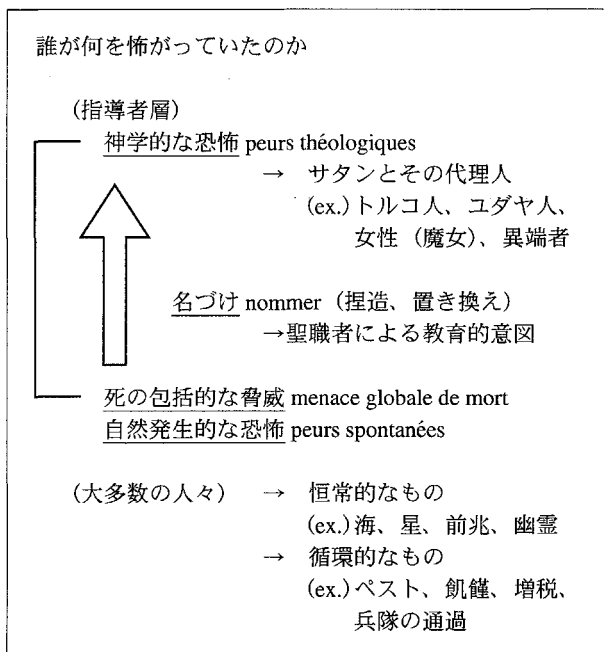 誰が何を怖がっていたのか
(指導者層)
神学的な恐怖 peurs théologiques
→ サタンとその代理人
(ex.)トルコ人、ユダヤ人、
女性（魔女）、異端者
名づけ nommer（捏造、置き換え）
→聖職者による教育的意図
死の包括的な脅威 menace globale de mort
自然発生的な恐怖 peurs spontanées
(大多数の人々) → 恒常的なもの
(ex.)海、星、前兆、幽霊
→ 循環的なもの
(ex.)ペスト、飢饉、増税、
兵隊の通過